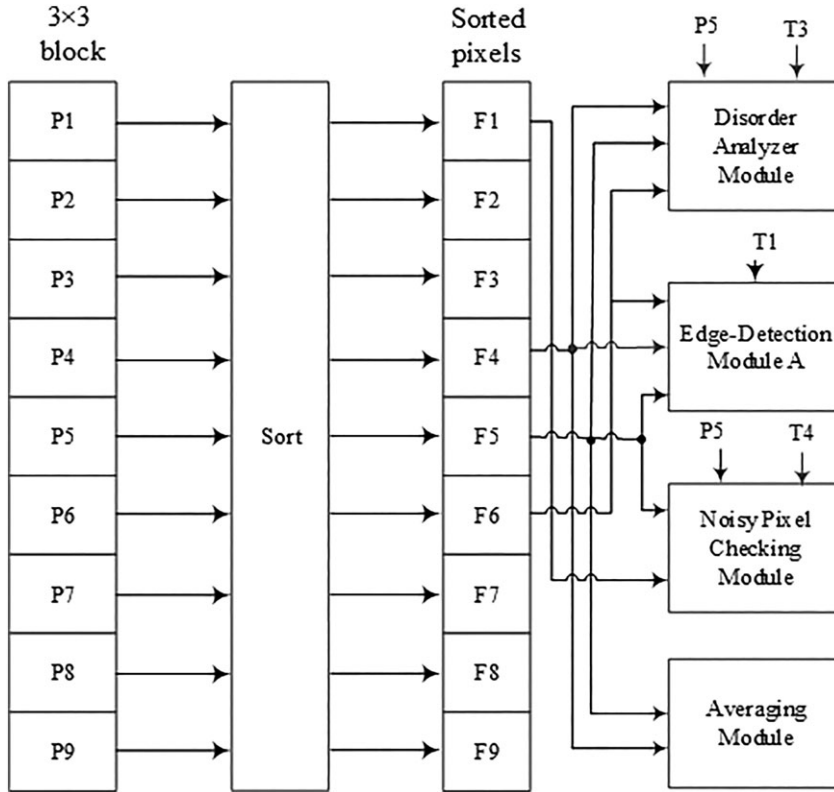 3×3
block
Sorted
pixels
P5
T3
P1
P2
P3
P4
P5
P6
P7
P8
P9
Sort
F1
F2
F3
F4
F5
F6
F7
F8
F9
Disorder
Analyzer
Module
T1
Edge-Detection
Module A
P5
T4
Noisy Pixel
Checking
Module
Averaging
Module